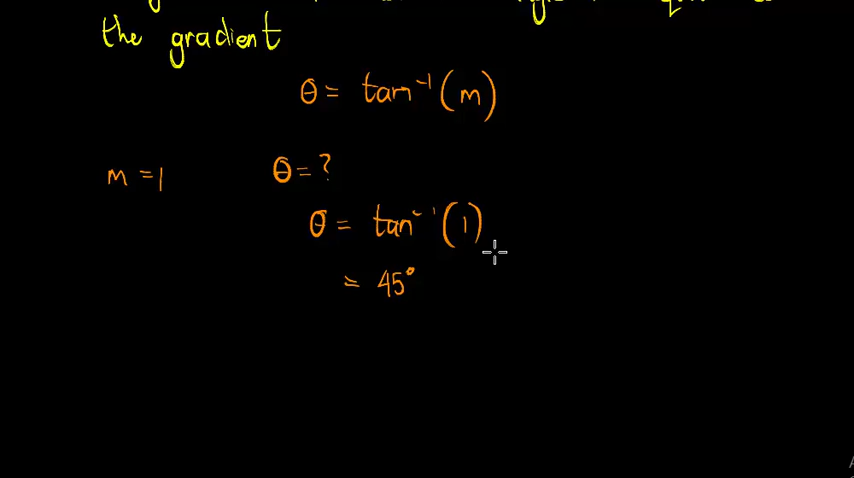 the gradient
θ = tan⁻¹(m)
m = 1 θ = ?
θ = tan⁻¹(1)
= 45°